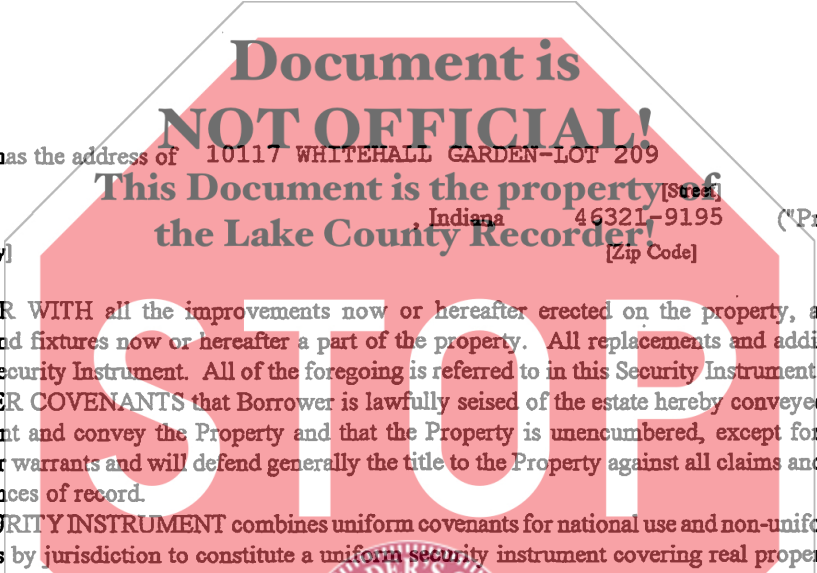 Document is
NOT OFFICIAL!
has the address of 10117 WHITEHALL GARDEN-LOT 209
This Document is the property of
[Street]
, Indiana 46321-9195 ("Pr
the Lake County Recorder!
y] [Zip Code]
R WITH all the improvements now or hereafter erected on the property, a
nd fixtures now or hereafter a part of the property. All replacements and addi
ecurity Instrument. All of the foregoing is referred to in this Security Instrument
ER COVENANTS that Borrower is lawfully seised of the estate hereby conveye
nt and convey the Property and that the Property is unencumbered, except for
r warrants and will defend generally the title to the Property against all claims and
nces of record.
URITY INSTRUMENT combines uniform covenants for national use and non-unifo
s by jurisdiction to constitute a uniform security instrument covering real proper
STOP